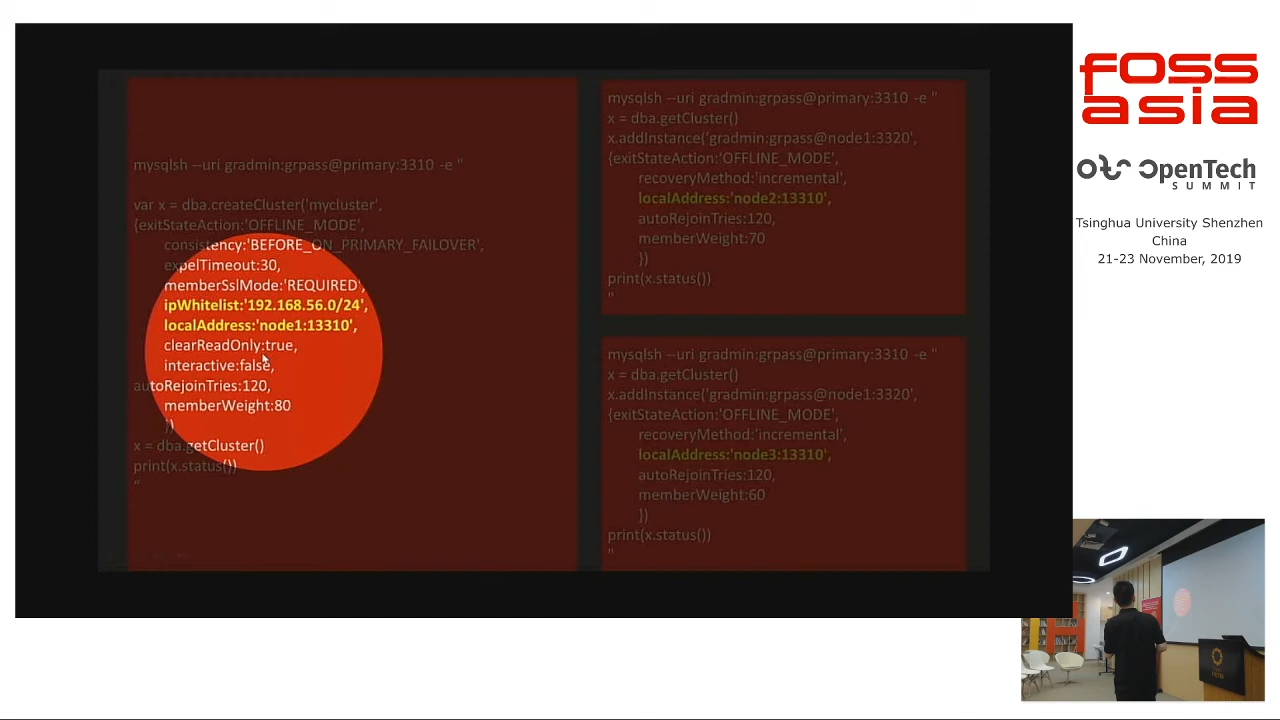 mysqlsh --uri gradmin:grpass@primary:3310 -e "
var x = dba.createCluster('mycluster',
{exitStateAction:'OFFLINE_MODE',
consistency:'BEFORE_ON_PRIMARY_FAILOVER',
expelTimeout:30,
memberSslMode:'REQUIRED',
ipWhitelist:'192.168.56.0/24',
localAddress:'node1:13310',
clearReadOnly:true,
interactive:false,
autoRejoinTries:120,
memberWeight:80
})
x = dba.getCluster()
print(x.status())
"
mysqlsh --uri gradmin:grpass@primary:3310 -e "
x = dba.getCluster()
x.addInstance('gradmin:grpass@node1:3320',
{exitStateAction:'OFFLINE_MODE',
recoveryMethod:'incremental',
localAddress:'node2:13310',
autoRejoinTries:120,
memberWeight:70
})
print(x.status())
"
mysqlsh --uri gradmin:grpass@primary:3310 -e "
x = dba.getCluster()
x.addInstance('gradmin:grpass@node1:3320',
{exitStateAction:'OFFLINE_MODE',
recoveryMethod:'incremental',
localAddress:'node3:13310',
autoRejoinTries:120,
memberWeight:60
})
print(x.status())
"
FOSS
asia
OpenTech
SUMMIT
Tsinghua University Shenzhen
China
21-23 November, 2019